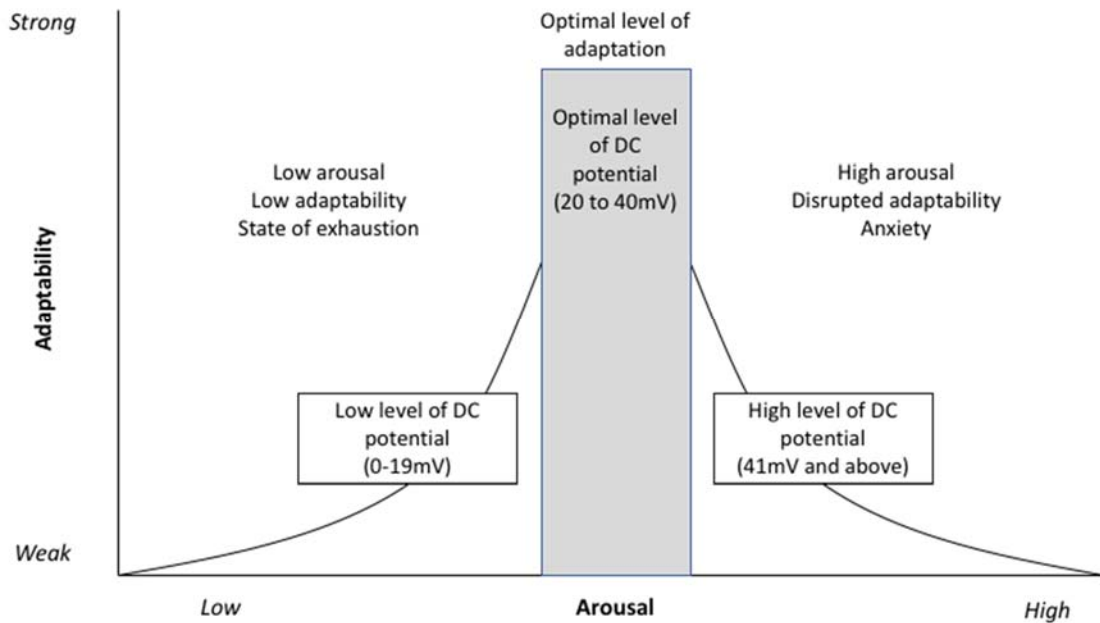 Strong
Optimal level of
adaptation
Optimal level
of DC
potential
(20 to 40mV)
Low arousal
Low adaptability
State of exhaustion
High arousal
Disrupted adaptability
Anxiety
Adaptability
Low level of DC
potential
(0-19mV)
High level of DC
potential
(41mV and above)
Weak
Low
Arousal
High